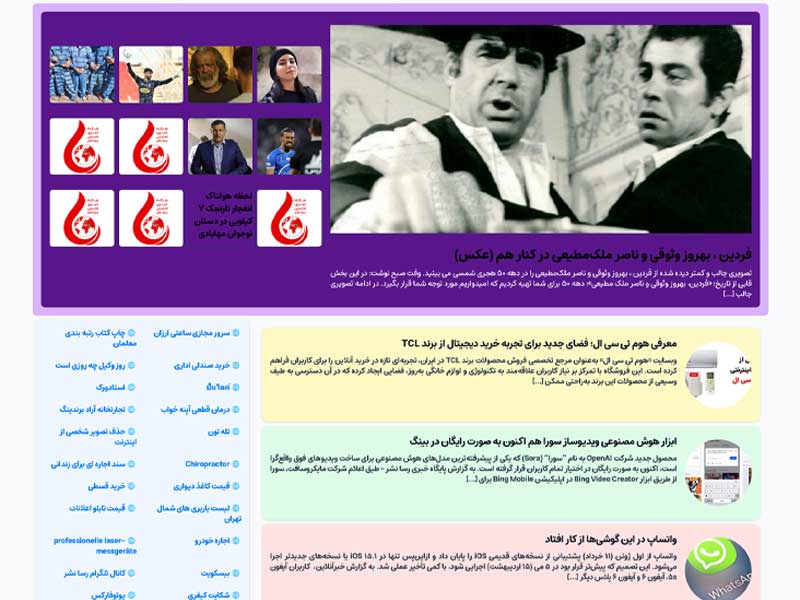 لحظه هولناک
انفجار نارنجک ۷
کیلویی در دستان
نوجوان مهابادی
فردین ، بهروز وثوقی و ناصر ملک‌مطیعی در کنار هم (عکس)
تصویری جالب و کمتر دیده شده از فردین ، بهروز وثوقی و ناصر ملک‌مطیعی را در دهه ۵۰ هجری شمسی می بینید. وقت صبح نوشت: در این بخش
قابی از تاریخ؛ «فردین، بهروز وثوقی و ناصر ملک مطیعی»؛ دهه ۵۰ برای شما تهیه کردیم که امیدواریم مورد توجه شما قرار بگیرد. در ادامه تصویری
جالب [...]
معرفی هوم تی سی ال؛ فضای جدید برای تجربه خرید دیجیتال از برند TCL
وبسایت «هوم تی سی ال» به‌عنوان مرجع تخصصی فروش محصولات برند TCL در ایران، تجربه‌ای تازه در خرید آنلاین را برای کاربران فراهم
کرده است. این فروشگاه با تمرکز بر نیاز کاربران علاقه‌مند به تکنولوژی و لوازم خانگی به‌روز، فضایی ایجاد کرده که در آن دسترسی به طیف
وسیعی از محصولات این برند به‌راحتی ممکن [...]
ابزار هوش مصنوعی ویدیوساز سورا هم اکنون به صورت رایگان در بینگ
محصول جدید شرکت OpenAI به نام "سورا" (Sora) که یکی از پیشرفته ترین مدل‌های هوش مصنوعی برای ساخت ویدیوهای فوق واقع‌گرا
است، اکنون به صورت رایگان در اختیار تمام کاربران قرار گرفته است. به گزارش پایگاه خبری رسا نشر - طبق اعلام شرکت مایکروسافت، سورا
از طریق ابزار Bing Video Creator در اپلیکیشن Bing Mobile برای [...]
واتساپ در این گوشی‌ها از کار افتاد
واتساپ از اول ژوئن (۱۱ خرداد) پشتیبانی از نسخه‌های قدیمی iOS را پایان داد و ازاین‌پس تنها در iOS ۱۵.۱ یا نسخه‌های جدیدتر اجرا
می‌شود. این تصمیم که پیش‌تر قرار بود در ۵ می (۱۵ اردیبهشت) اجرایی شود، با کمی تأخیر عملی شد. به گزارش خبرآنلاین، کاربران آیفون
۵s، آیفون ۶ و آیفون ۶ پلاس دیگر [...]
WhatsAp
سرور مجازی ساعتی ارزان
چاپ کتاب رتبه بندی
معلمان
خرید صندلی اداری
روز وکیل چه روزی است
استادورک
درمان قطعی آپنه خواب
تجارتخانه آراد برندینگ
تله تون
حذف تصویر شخصی از
اینترنت
Chiropractor
سند اجاره ای برای زندانی
قیمت کاغذ دیواری
خرید قسطی
لیست باربری های شمال
تهران
قیمت تابلو اعلانات
اجاره خودرو
professionelle laser-
messgeräte
بیسکویت
کانال تلگرام رسا نشر
شکایت کیفری
یوتوفارکس